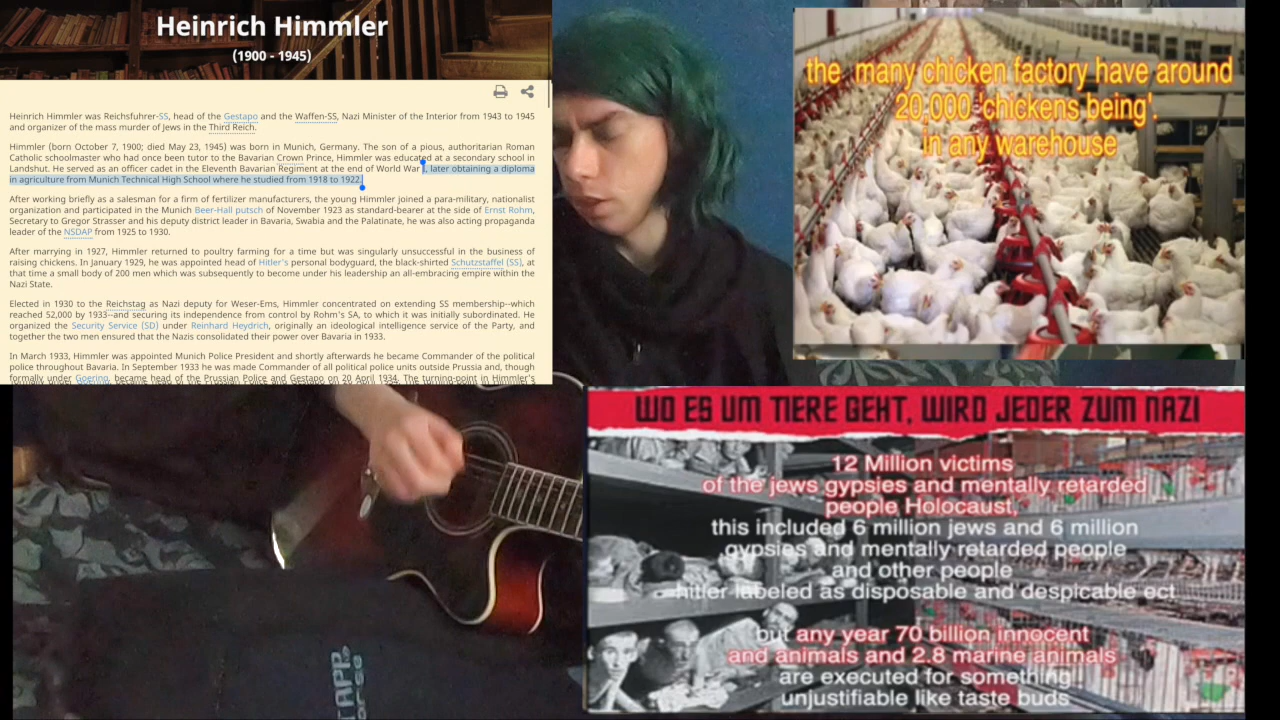 Heinrich Himmler
(1900 - 1945)
Heinrich Himmler was Reichsfuhrer-SS, head of the Gestapo and the Waffen-SS, Nazi Minister of the Interior from 1943 to 1945
and organizer of the mass murder of Jews in the Third Reich.
Himmler (born October 7, 1900; died May 23, 1945) was born in Munich, Germany. The son of a pious, authoritarian Roman
Catholic schoolmaster who had once been tutor to the Bavarian Crown Prince, Himmler was educated at a secondary school in
Landshut. He served as an officer cadet in the Eleventh Bavarian Regiment at the end of World War I, later obtaining a diploma
in agriculture from Munich Technical High School where he studied from 1918 to 1922.
After working briefly as a salesman for a firm of fertilizer manufacturers, the young Himmler joined a para-military, nationalist
organization and participated in the Munich Beer-Hall putsch of November 1923 as standard-bearer at the side of Ernst Rohm,
Secretary to Gregor Strasser and his deputy district leader in Bavaria, Swabia and the Palatinate, he was also acting propaganda
leader of the NSDAP from 1925 to 1930.
After marrying in 1927, Himmler returned to poultry farming for a time but was singularly unsuccessful in the business of
raising chickens. In January 1929, he was appointed head of Hitler's personal bodyguard, the black-shirted Schutzstaffel (SS), at
that time a small body of 200 men which was subsequently to become under his leadership an all-embracing empire within the
Nazi State.
Elected in 1930 to the Reichstag as Nazi deputy for Weser-Ems, Himmler concentrated on extending SS membership--which
reached 52,000 by 1933--and securing its independence from control by Rohm's SA, to which it was initially subordinated. He
organized the Security Service (SD) under Reinhard Heydrich, originally an ideological intelligence service of the Party, and
together the two men ensured that the Nazis consolidated their power over Bavaria in 1933.
In March 1933, Himmler was appointed Munich Police President and shortly afterwards he became Commander of the political
police throughout Bavaria. In September 1933 he was made Commander of all political police units outside Prussia and, though
formally under Goering, became head of the Prussian Police and Gestapo on 20 April 1934. The turning-point in Himmler's
the many chicken factory have around
20,000 'chickens being'.
in any warehouse
WO ES UM TIERE GEHT, WIRD JEDER ZUM NAZI
12 Million victims
of the jews gypsies and mentally retarded
people Holocaust,
this included 6 million jews and 6 million
gypsies and mentally retarded people
and other people
hitler labeled as disposable and despicable ect
but any year 70 billion innocent
and animals and 2.8 marine animals
are executed for something
unjustifiable like taste buds